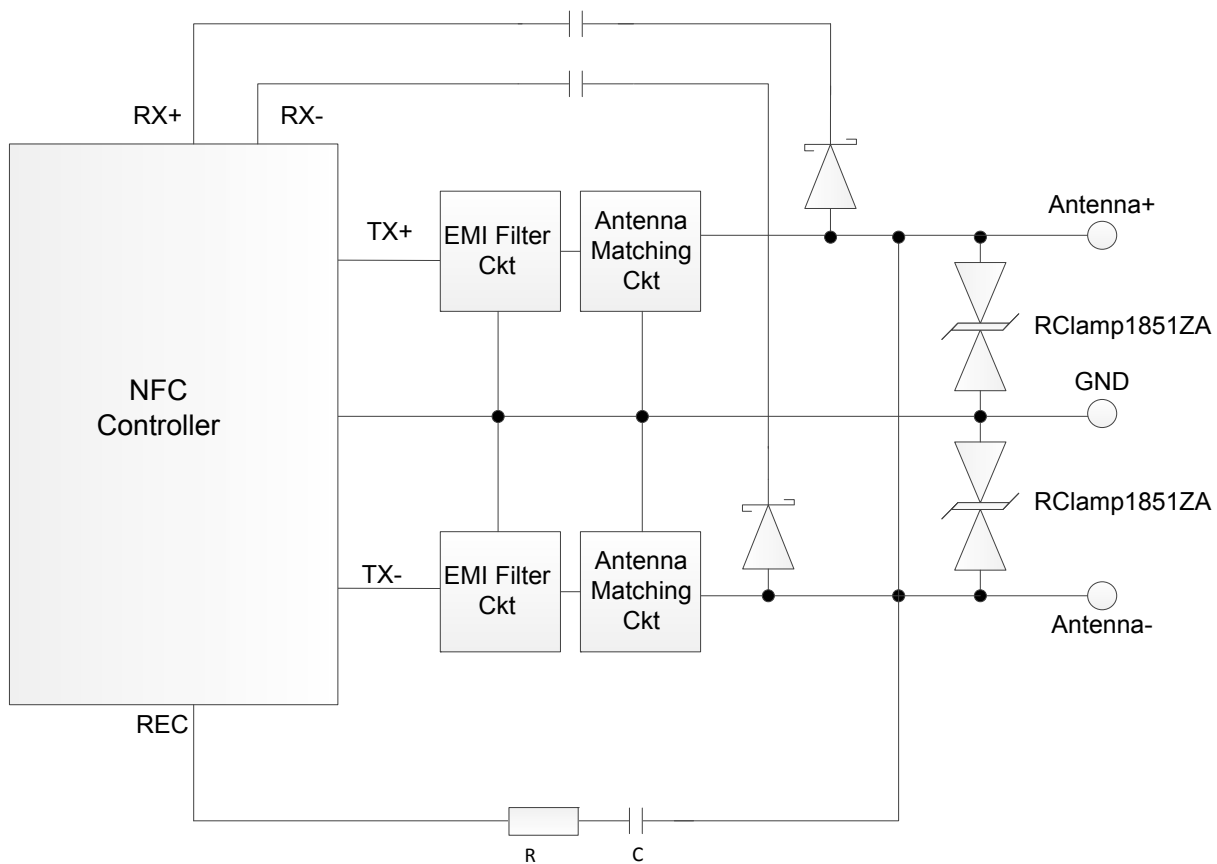 RX+
RX-
TX+
EMI Filter
Ckt
Antenna
Matching
Ckt
Antenna+
RClamp1851ZA
GND
NFC
Controller
RClamp1851ZA
TX-
EMI Filter
Ckt
Antenna
Matching
Ckt
Antenna-
REC
R
C